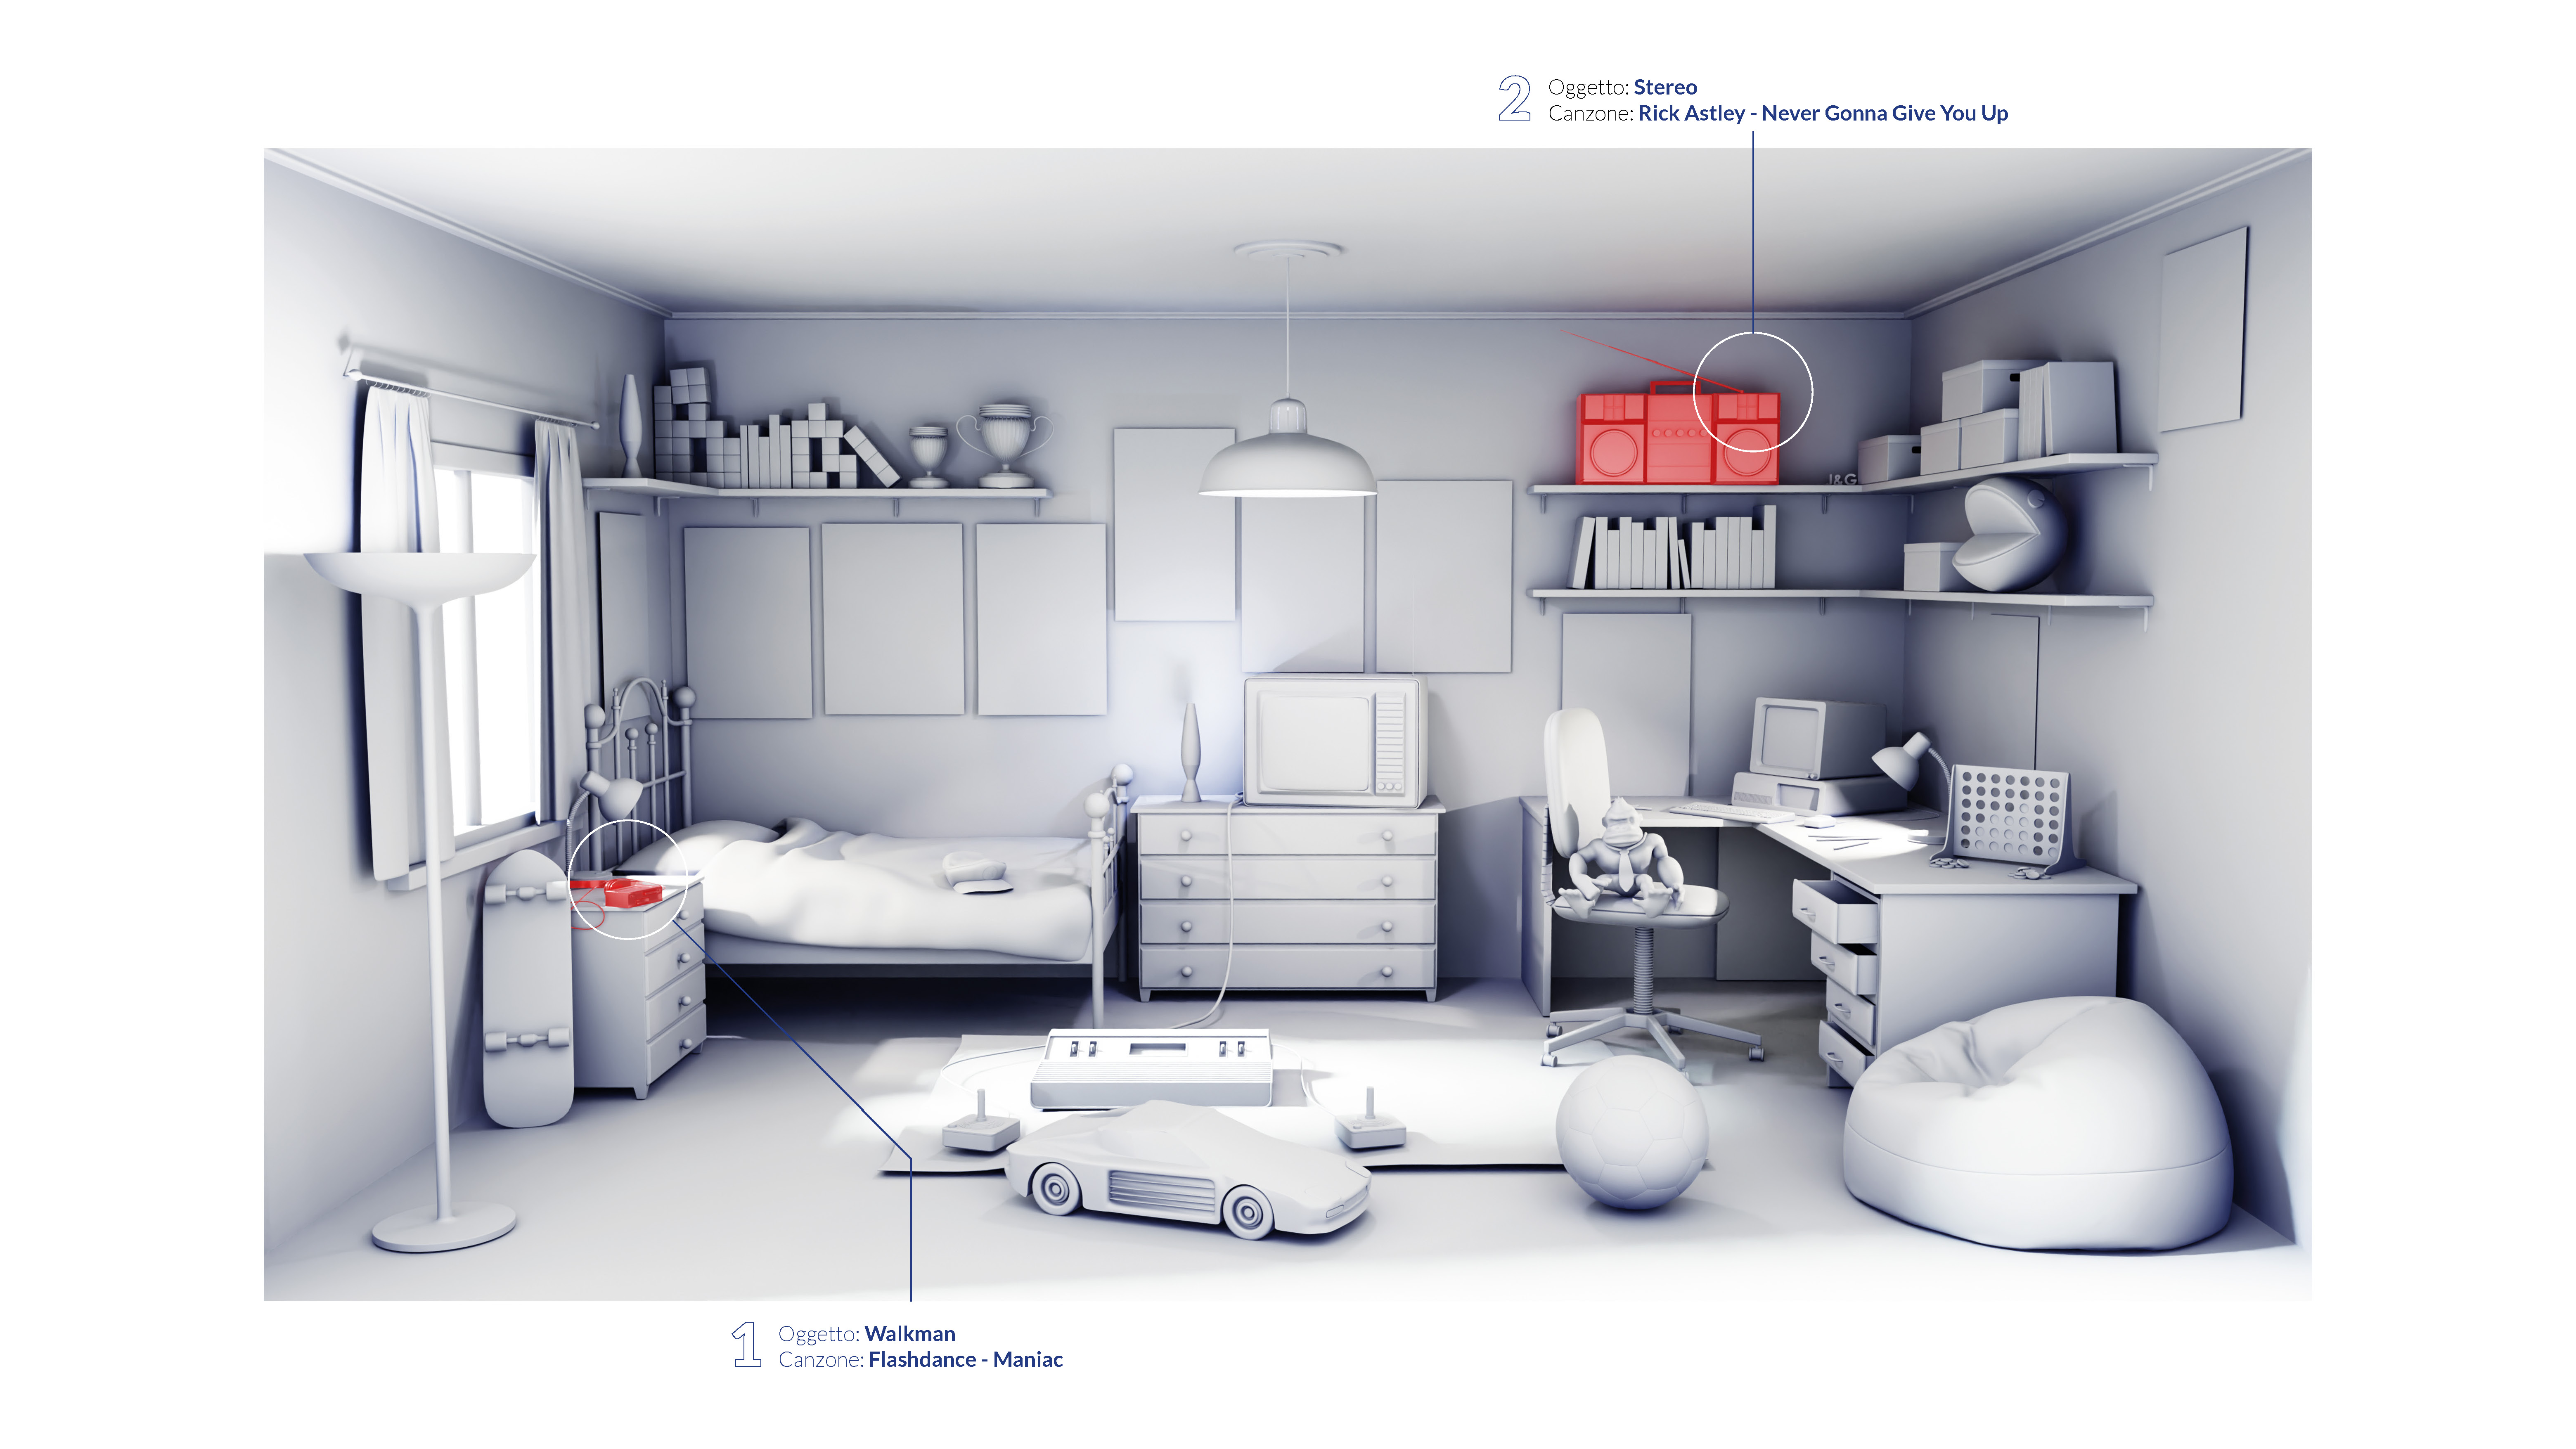 2
Oggetto: Stereo
Canzone: Rick Astley - Never Gonna Give You Up
J&G
1
Oggetto: Walkman
Canzone: Flashdance - Maniac